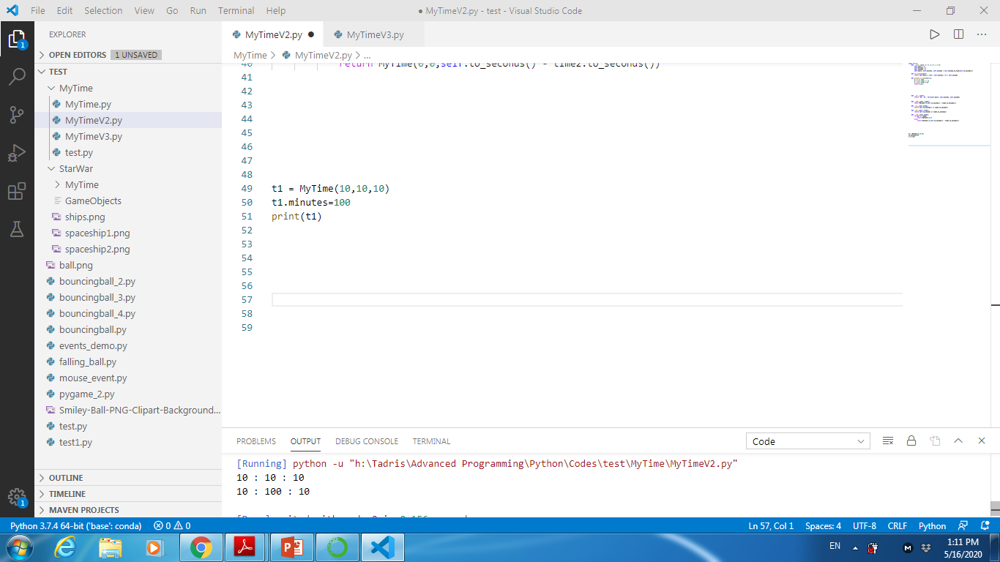 File Edit Selection View Go Run Terminal Help
● MyTimeV2.py - test - Visual Studio Code
EXPLORER
OPEN EDITORS 1 UNSAVED
TEST
MyTime
MyTime.py
MyTimeV2.py
MyTimeV3.py
test.py
StarWar
MyTime
GameObjects
ships.png
spaceship1.png
spaceship2.png
ball.png
bouncingball_2.py
bouncingball_3.py
bouncingball_4.py
bouncingball.py
events_demo.py
falling_ball.py
mouse_event.py
pygame_2.py
Smiley-Ball-PNG-Clipart-Background...
test.py
test1.py
OUTLINE
TIMELINE
MAVEN PROJECTS
MyTimeV2.py ● MyTimeV3.py
MyTime > MyTimeV2.py > ...
40 return MyTime(0,0,self.to_seconds() - time2.to_seconds())
41
42
43
44
45
46
47
48
49 t1 = MyTime(10,10,10)
50 t1.minutes=100
51 print(t1)
52
53
54
55
56
57
58
59
PROBLEMS OUTPUT DEBUG CONSOLE TERMINAL
Code
[Running] python -u "h:\Tadris\Advanced Programming\Python\Codes\test\MyTime\MyTimeV2.py"
10 : 10 : 10
10 : 100 : 10
1
1
Python 3.7.4 64-bit ('base': conda) 0 0
Ln 57, Col 1 Spaces: 4 UTF-8 CRLF Python
EN
1:11 PM
5/16/2020